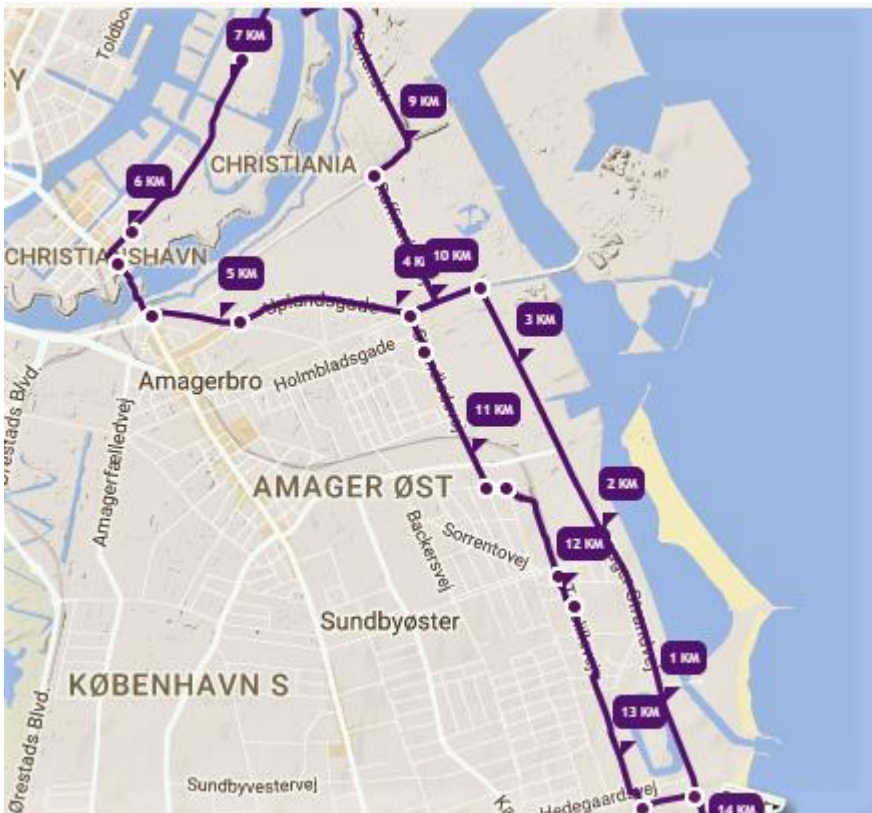 7 KM
9 KM
CHRISTIANIA
6 KM
CHRISTIANSHAVN
5 KM
10 KM
Uplandsgade
3 KM
Holmbladsgade
Amagerbro
11 KM
Amagerfælledvej
Ørestads Blvd.
AMAGER ØST
2 KM
Backersvej
Sorrentovej
12 KM
Sundbyøster
1 KM
KØBENHAVN S
13 KM
Ørestads Blvd.
Sundbyvestervej
Hedegaardsvej
14 KM